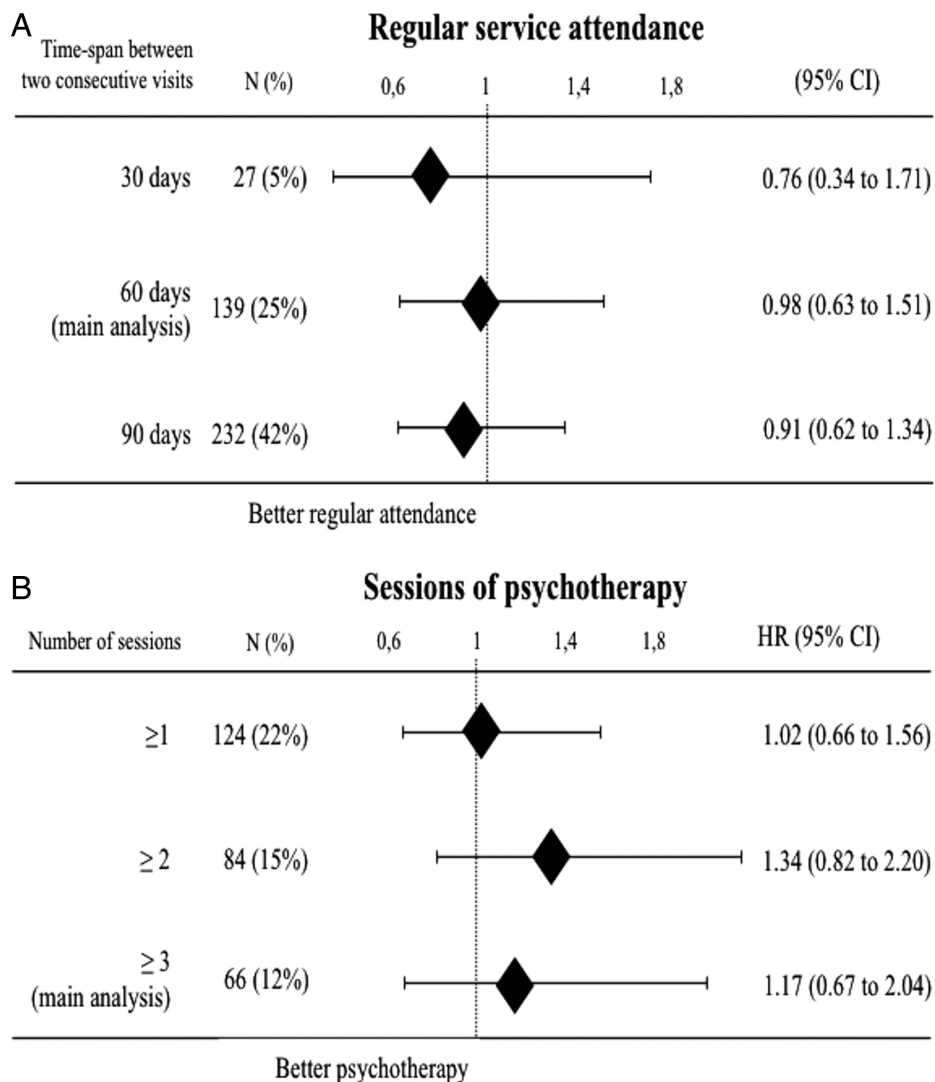 A
Regular service attendance
Time-span between
two consecutive visits N (%) 0,6 1 1,4 1,8 (95% CI)
30 days 27 (5%) 0.76 (0.34 to 1.71)
60 days
(main analysis) 139 (25%) 0.98 (0.63 to 1.51)
90 days 232 (42%) 0.91 (0.62 to 1.34)
Better regular attendance
B
Sessions of psychotherapy
Number of sessions N (%) 0,6 1 1,4 1,8 HR (95% CI)
≥1 124 (22%) 1.02 (0.66 to 1.56)
≥ 2 84 (15%) 1.34 (0.82 to 2.20)
≥ 3
(main analysis) 66 (12%) 1.17 (0.67 to 2.04)
Better psychotherapy